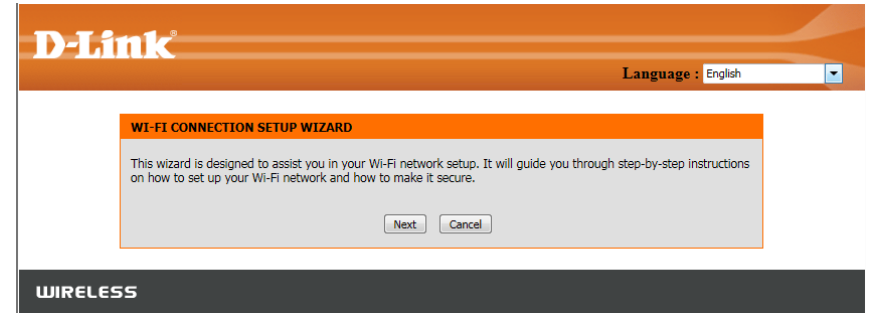 D-Link®
Language : English
WI-FI CONNECTION SETUP WIZARD
This wizard is designed to assist you in your Wi-Fi network setup. It will guide you through step-by-step instructions
on how to set up your Wi-Fi network and how to make it secure.
Next Cancel
WIRELESS